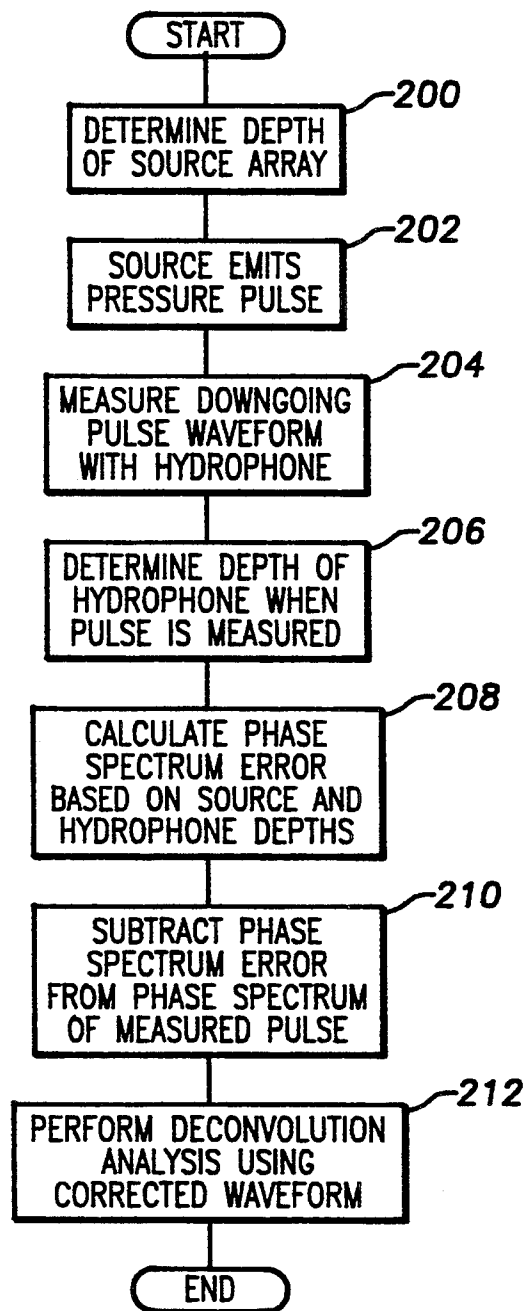 START
200
DETERMINE DEPTH
OF SOURCE ARRAY
202
SOURCE EMITS
PRESSURE PULSE
204
MEASURE DOWNGOING
PULSE WAVEFORM
WITH HYDROPHONE
206
DETERMINE DEPTH OF
HYDROPHONE WHEN
PULSE IS MEASURED
208
CALCULATE PHASE
SPECTRUM ERROR
BASED ON SOURCE AND
HYDROPHONE DEPTHS
210
SUBTRACT PHASE
SPECTRUM ERROR
FROM PHASE SPECTRUM
OF MEASURED PULSE
212
PERFORM DECONVOLUTION
ANALYSIS USING
CORRECTED WAVEFORM
END